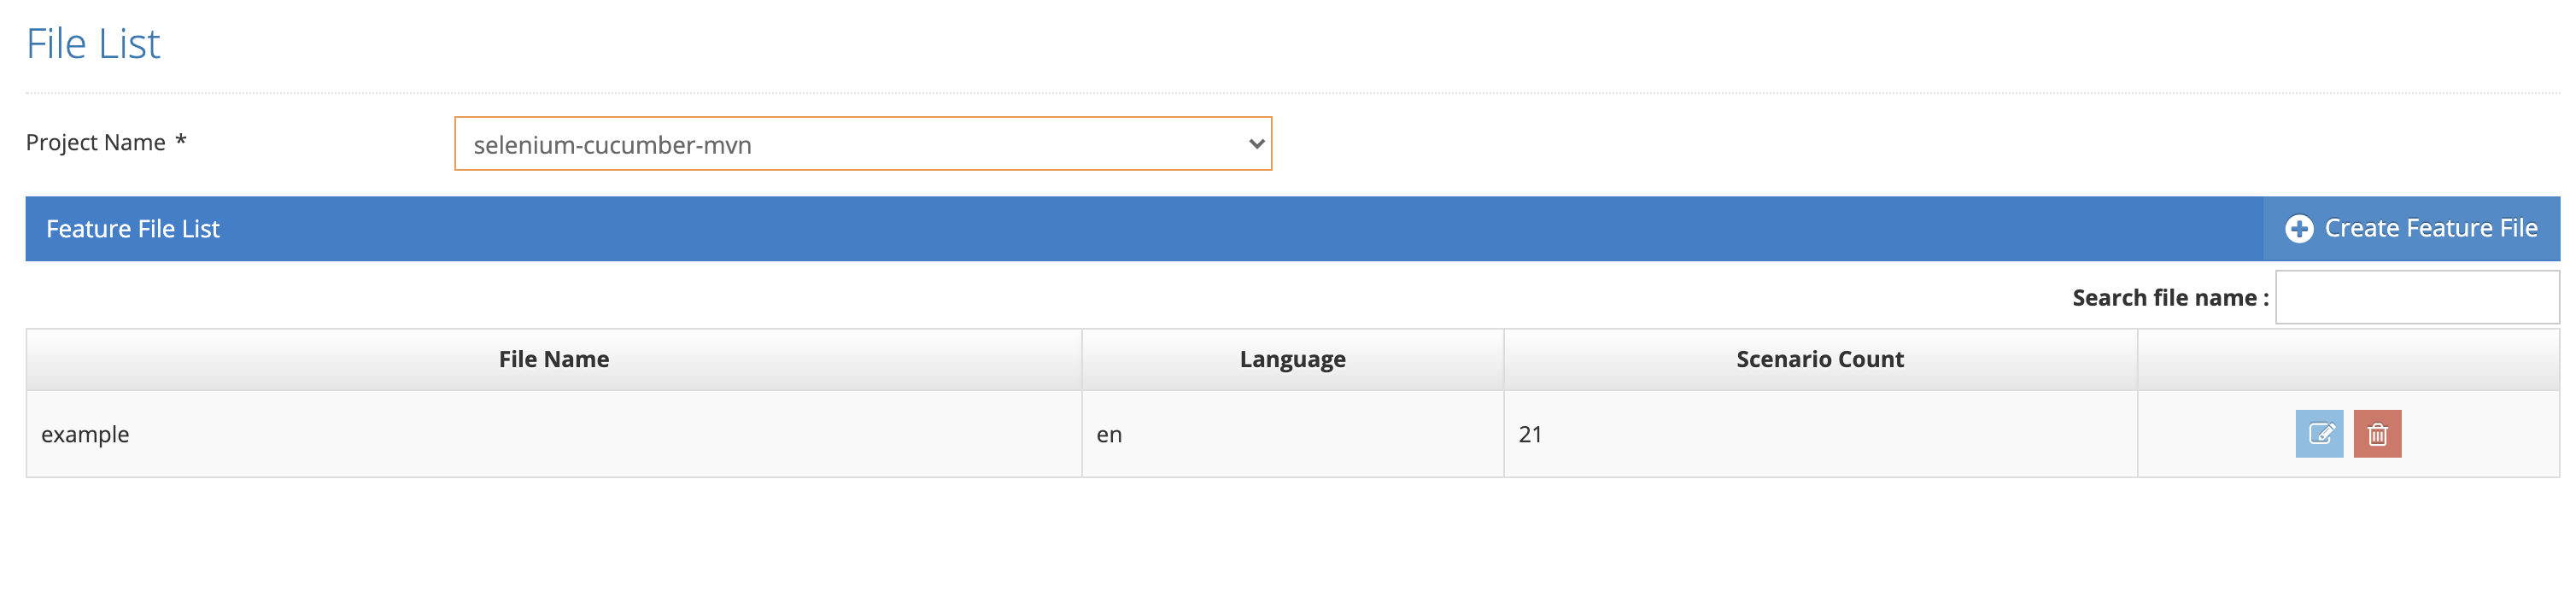 File List
Project Name *
selenium-cucumber-mvn
Feature File List
Create Feature File
Search file name :
File Name
Language
Scenario Count
example
en
21